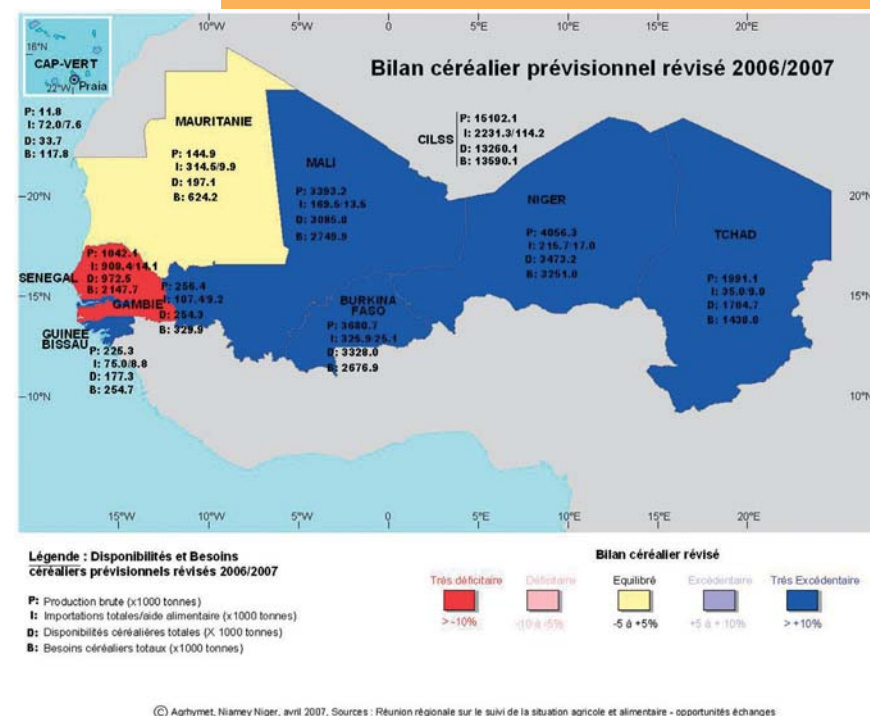 10°W
5°W
0
5°E
10°E
15°E
20°E
16°N
CAP-VERT
22°W
Praia
Bilan céréalier prévisionnel révisé 2006/2007
P: 11.8
I: 72.0/7.6
D: 33.7
B: 117.8
MAURITANIE
P: 144.9
I: 314.5/9.9
D: 197.1
B: 624.2
CILSS
P: 15102.1
I: 2231.3/114.2
D: 13260.1
B: 13590.1
MALI
P: 3393.2
I: 169.5/13.5
D: 3085.0
B: 2749.9
NIGER
P: 4056.3
I: 215.7/17.0
D: 3473.2
B: 3251.0
TCHAD
P: 1991.1
I: 35.0/9.0
D: 1704.7
B: 1438.0
20°N
20°N
SENEGAL
P: 1042.1
I: 908.4/14.1
D: 972.5
B: 2147.7
15°N
15°N
GAMBIE
P: 256.4
I: 107.4/9.2
D: 254.3
B: 329.9
BURKINA
FASO
P: 3680.7
I: 326.9/25.1
D: 3328.0
B: 2676.9
GUINEE
BISSAU
P: 225.3
I: 75.0/8.8
D: 177.3
B: 254.7
10°N
10°N
15°W
10°W
5°W
0
5°E
10°E
15°E
20°E
Légende : Disponibilités et Besoins
céréaliers prévisionnels révisés 2006/2007
P: Production brute (x1000 tonnes)
I: Importations totales/aide alimentaire (x1000 tonnes)
D: Disponibilités céréalières totales (X 1000 tonnes)
B: Besoins céréaliers totaux (x1000 tonnes)
Bilan céréalier révisé
Très déficitaire
Déficitaire
Equilibré
Excédentaire
Très Excédentaire
> -10%
-10 à -5%
-5 à +5%
+5 à + 10%
> +10%
© Agrhymet, Niamey Niger, avril 2007, Sources : Réunion régionale sur le suivi de la situation agricole et alimentaire - opportunités échanges